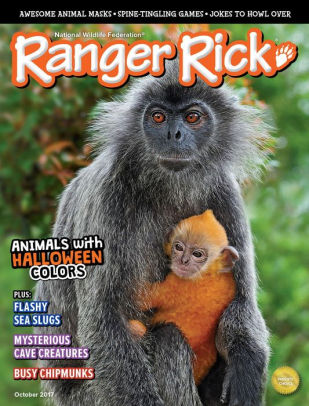 AWESOME ANIMAL MASKS • SPINE-TINGLING GAMES • JOKES TO HOWL OVER
National Wildlife Federation®
Ranger Rick®
ANIMALS with
HALLOWEEN
COLORS
PLUS:
FLASHY
SEA SLUGS
MYSTERIOUS
CAVE CREATURES
BUSY CHIPMUNKS
October 2017